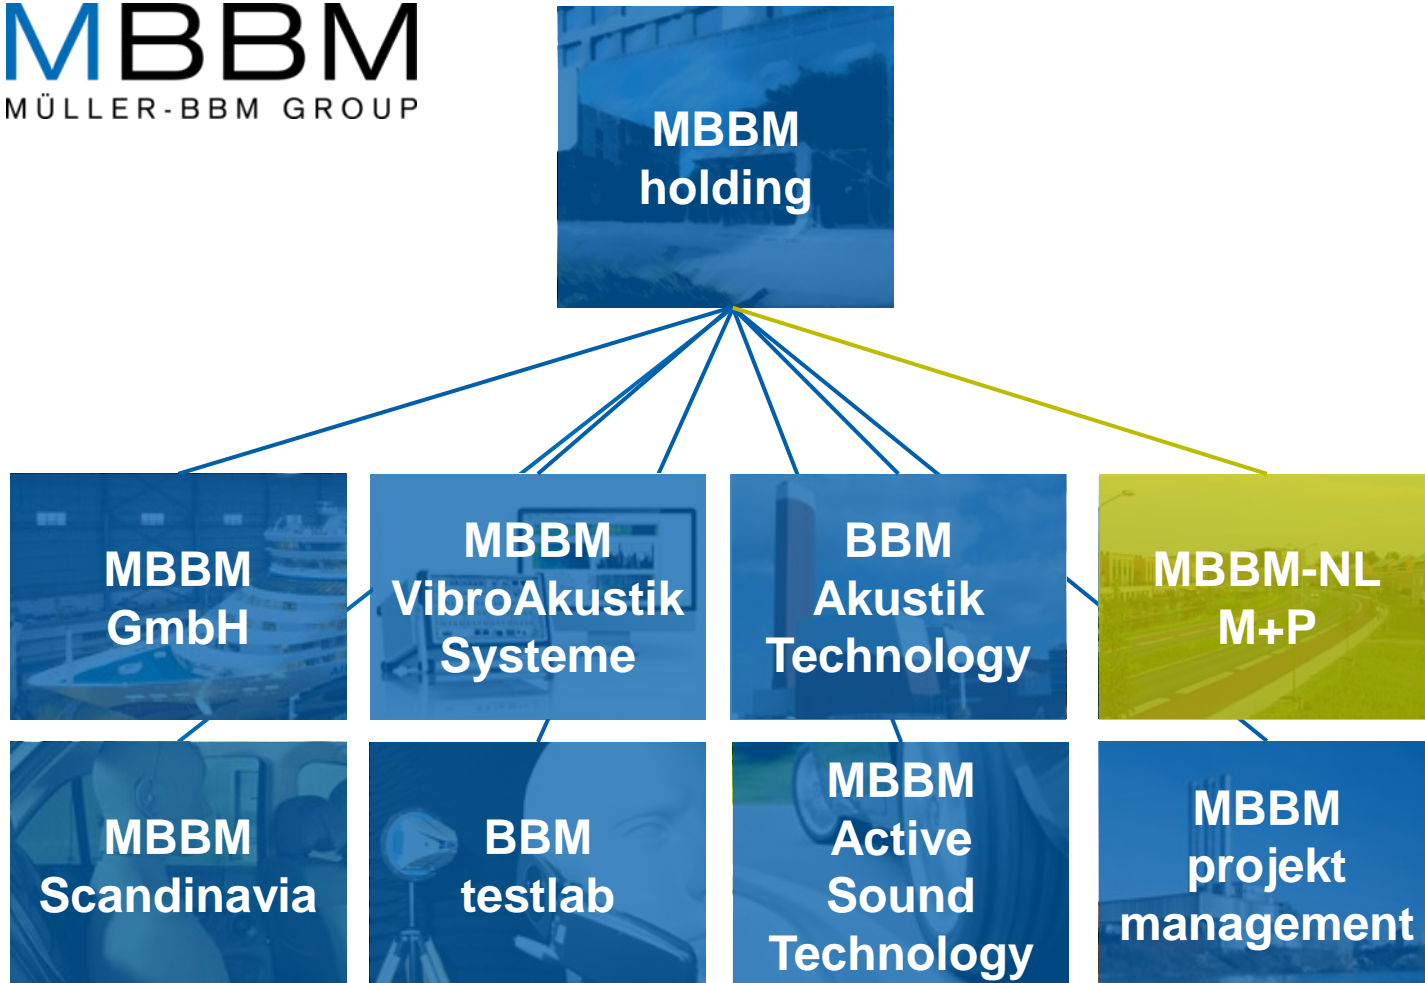 MBBM
MÜLLER-BBM GROUP
MBBM
holding
MBBM
GmbH
MBBM
VibroAkustik
Systeme
BBM
Akustik
Technology
MBBM-NL
M+P
MBBM
Scandinavia
BBM
testlab
MBBM
Active
Sound
Technology
MBBM
projekt
management